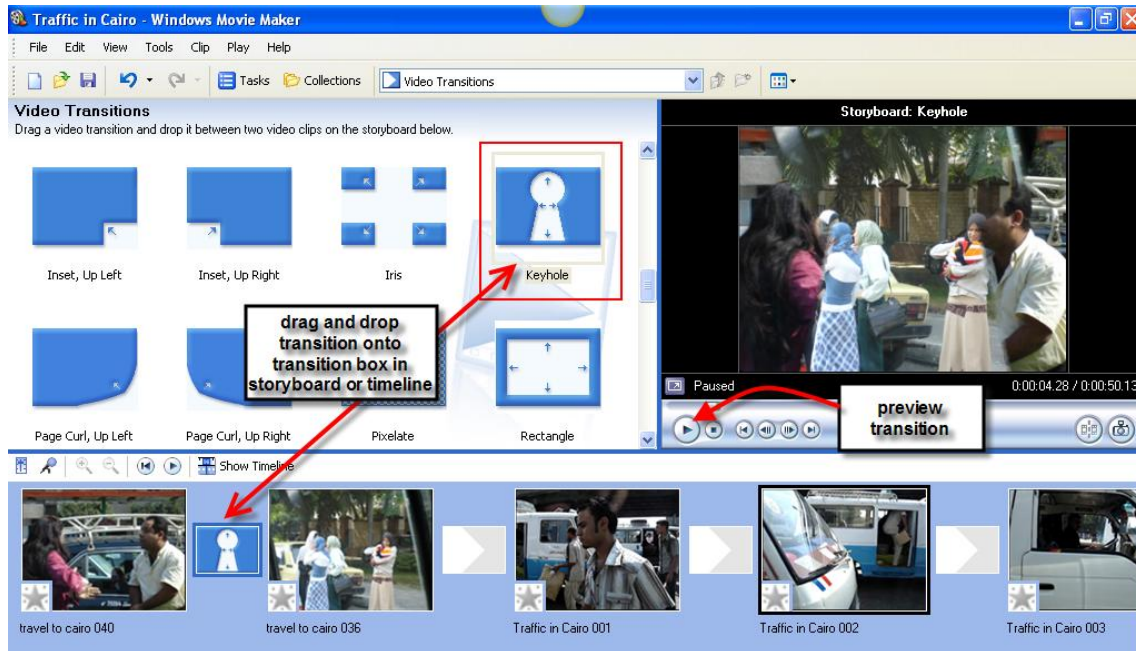 Traffic in Cairo - Windows Movie Maker
File Edit View Tools Clip Play Help
Tasks Collections Video Transitions
Video Transitions
Drag a video transition and drop it between two video clips on the storyboard below.
Inset, Up Left Inset, Up Right Iris Keyhole
drag and drop
transition onto
transition box in
storyboard or timeline
Page Curl, Up Left Page Curl, Up Right Pixelate Rectangle
Storyboard: Keyhole
Paused 0:00:04.28 / 0:00:50.13
preview
transition
Show Timeline
travel to cairo 040 travel to cairo 036 Traffic in Cairo 001 Traffic in Cairo 002 Traffic in Cairo 003